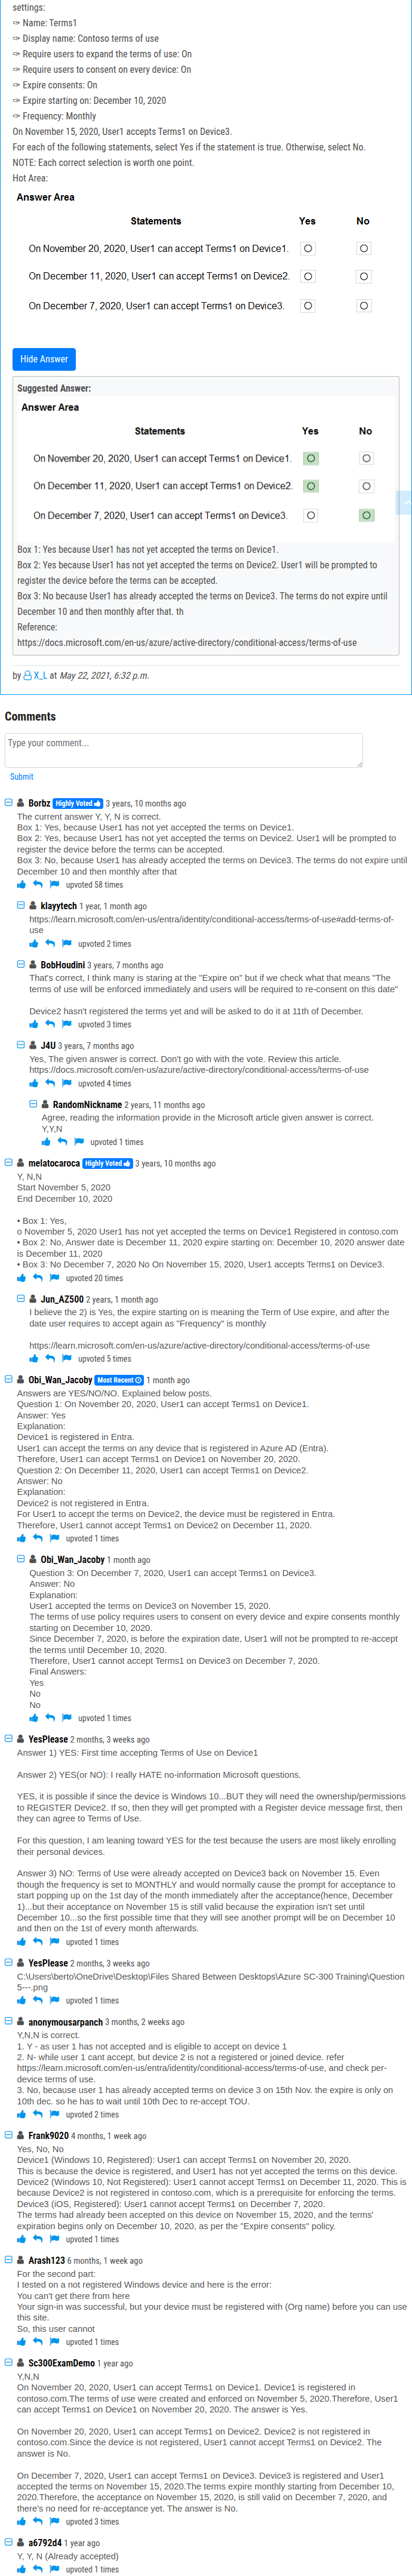 settings:
✑ Name: Terms1
✑ Display name: Contoso terms of use
✑ Require users to expand the terms of use: On
✑ Require users to consent on every device: On
✑ Expire consents: On
✑ Expire starting on: December 10, 2020
✑ Frequency: Monthly
On November 15, 2020, User1 accepts Terms1 on Device3.
For each of the following statements, select Yes if the statement is true. Otherwise, select No.
NOTE: Each correct selection is worth one point.
Hot Area:
Answer Area
Statements Yes No
On November 20, 2020, User1 can accept Terms1 on Device1.
On December 11, 2020, User1 can accept Terms1 on Device2.
On December 7, 2020, User1 can accept Terms1 on Device3.
Hide Answer
Suggested Answer:
Answer Area
Statements Yes No
On November 20, 2020, User1 can accept Terms1 on Device1.
On December 11, 2020, User1 can accept Terms1 on Device2.
On December 7, 2020, User1 can accept Terms1 on Device3.
Box 1: Yes because User1 has not yet accepted the terms on Device1.
Box 2: Yes because User1 has not yet accepted the terms on Device2. User1 will be prompted to
register the device before the terms can be accepted.
Box 3: No because User1 has already accepted the terms on Device3. The terms do not expire until
December 10 and then monthly after that. th
Reference:
https://docs.microsoft.com/en-us/azure/active-directory/conditional-access/terms-of-use
by X_L at May 22, 2021, 6:32 p.m.
Comments
Type your comment...
Submit
Borbz Highly Voted 3 years, 10 months ago
The current answer Y, Y, N is correct.
Box 1: Yes, because User1 has not yet accepted the terms on Device1.
Box 2: Yes, because User1 has not yet accepted the terms on Device2. User1 will be prompted to
register the device before the terms can be accepted.
Box 3: No, because User1 has already accepted the terms on Device3. The terms do not expire until
December 10 and then monthly after that
upvoted 58 times
klayytech 1 year, 1 month ago
https://learn.microsoft.com/en-us/entra/identity/conditional-access/terms-of-use#add-terms-of-
use
upvoted 2 times
BobHoudini 3 years, 7 months ago
That's correct, I think many is staring at the "Expire on" but if we check what that means "The
terms of use will be enforced immediately and users will be required to re-consent on this date"
Device2 hasn't registered the terms yet and will be asked to do it at 11th of December.
upvoted 3 times
J4U 3 years, 7 months ago
Yes, The given answer is correct. Don't go with with the vote. Review this article.
https://docs.microsoft.com/en-us/azure/active-directory/conditional-access/terms-of-use
upvoted 4 times
RandomNickname 2 years, 11 months ago
Agree, reading the information provide in the Microsoft article given answer is correct.
Y,Y,N
upvoted 1 times
melatocaroca Highly Voted 3 years, 10 months ago
Y, N,N
Start November 5, 2020
End December 10, 2020
• Box 1: Yes,
o November 5, 2020 User1 has not yet accepted the terms on Device1 Registered in contoso.com
• Box 2: No, Answer date is December 11, 2020 expire starting on: December 10, 2020 answer date
is December 11, 2020
• Box 3: No December 7, 2020 No On November 15, 2020, User1 accepts Terms1 on Device3.
upvoted 20 times
Jun_AZ500 2 years, 1 month ago
I believe the 2) is Yes, the expire starting on is meaning the Term of Use expire, and after the
date user requires to accept again as "Frequency" is monthly
https://learn.microsoft.com/en-us/azure/active-directory/conditional-access/terms-of-use
upvoted 5 times
Obi_Wan_Jacoby Most Recent 1 month ago
Answers are YES/NO/NO. Explained below posts.
Question 1: On November 20, 2020, User1 can accept Terms1 on Device1.
Answer: Yes
Explanation:
Device1 is registered in Entra.
User1 can accept the terms on any device that is registered in Azure AD (Entra).
Therefore, User1 can accept Terms1 on Device1 on November 20, 2020.
Question 2: On December 11, 2020, User1 can accept Terms1 on Device2.
Answer: No
Explanation:
Device2 is not registered in Entra.
For User1 to accept the terms on Device2, the device must be registered in Entra.
Therefore, User1 cannot accept Terms1 on Device2 on December 11, 2020.
upvoted 1 times
Obi_Wan_Jacoby 1 month ago
Question 3: On December 7, 2020, User1 can accept Terms1 on Device3.
Answer: No
Explanation:
User1 accepted the terms on Device3 on November 15, 2020.
The terms of use policy requires users to consent on every device and expire consents monthly
starting on December 10, 2020.
Since December 7, 2020, is before the expiration date, User1 will not be prompted to re-accept
the terms until December 10, 2020.
Therefore, User1 cannot accept Terms1 on Device3 on December 7, 2020.
Final Answers:
Yes
No
No
upvoted 1 times
YesPlease 2 months, 3 weeks ago
Answer 1) YES: First time accepting Terms of Use on Device1
Answer 2) YES(or NO): I really HATE no-information Microsoft questions.
YES, it is possible if since the device is Windows 10...BUT they will need the ownership/permissions
to REGISTER Device2. If so, then they will get prompted with a Register device message first, then
they can agree to Terms of Use.
For this question, I am leaning toward YES for the test because the users are most likely enrolling
their personal devices.
Answer 3) NO: Terms of Use were already accepted on Device3 back on November 15. Even
though the frequency is set to MONTHLY and would normally cause the prompt for acceptance to
start popping up on the 1st day of the month immediately after the acceptance(hence, December
1)...but their acceptance on November 15 is still valid because the expiration isn't set until
December 10...so the first possible time that they will see another prompt will be on December 10
and then on the 1st of every month afterwards.
upvoted 1 times
YesPlease 2 months, 3 weeks ago
C:\Users\berto\OneDrive\Desktop\Files Shared Between Desktops\Azure SC-300 Training\Question
5---.png
upvoted 1 times
anonymousarpanch 3 months, 2 weeks ago
Y,N,N is correct.
1. Y - as user 1 has not accepted and is eligible to accept on device 1
2. N- while user 1 cant accept, but device 2 is not a registered or joined device. refer
https://learn.microsoft.com/en-us/entra/identity/conditional-access/terms-of-use, and check per-
device terms of use.
3. No, because user 1 has already accepted terms on device 3 on 15th Nov. the expire is only on
10th dec. so he has to wait until 10th Dec to re-accept TOU.
upvoted 2 times
Frank9020 4 months, 1 week ago
Yes, No, No
Device1 (Windows 10, Registered): User1 can accept Terms1 on November 20, 2020.
This is because the device is registered, and User1 has not yet accepted the terms on this device.
Device2 (Windows 10, Not Registered): User1 cannot accept Terms1 on December 11, 2020. This is
because Device2 is not registered in contoso.com, which is a prerequisite for enforcing the terms.
Device3 (iOS, Registered): User1 cannot accept Terms1 on December 7, 2020.
The terms had already been accepted on this device on November 15, 2020, and the terms'
expiration begins only on December 10, 2020, as per the "Expire consents" policy.
upvoted 1 times
Arash123 6 months, 1 week ago
For the second part:
I tested on a not registered Windows device and here is the error:
You can't get there from here
Your sign-in was successful, but your device must be registered with (Org name) before you can use
this site.
So, this user cannot
upvoted 1 times
Sc300ExamDemo 1 year ago
Y,N,N
On November 20, 2020, User1 can accept Terms1 on Device1. Device1 is registered in
contoso.com.The terms of use were created and enforced on November 5, 2020.Therefore, User1
can accept Terms1 on Device1 on November 20, 2020. The answer is Yes.
On November 20, 2020, User1 can accept Terms1 on Device2. Device2 is not registered in
contoso.com.Since the device is not registered, User1 cannot accept Terms1 on Device2. The
answer is No.
On December 7, 2020, User1 can accept Terms1 on Device3. Device3 is registered and User1
accepted the terms on November 15, 2020.The terms expire monthly starting from December 10,
2020.Therefore, the acceptance on November 15, 2020, is still valid on December 7, 2020, and
there's no need for re-acceptance yet. The answer is No.
upvoted 3 times
a6792d4 1 year ago
Y, Y, N (Already accepted)
upvoted 1 times